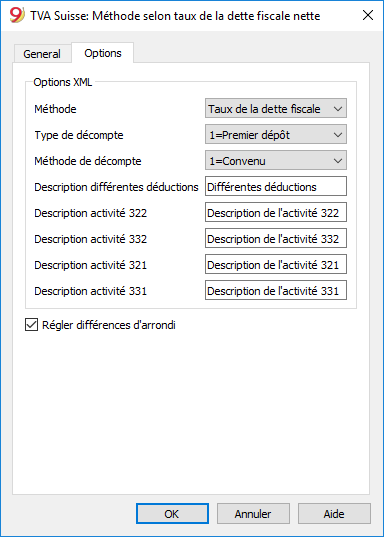 TVA Suisse: Méthode selon taux de la dette fiscale nette
General Options
Options XML
Méthode Taux de la dette fiscale
Type de décompte 1=Premier dépôt
Méthode de décompte 1=Convenu
Description différentes déductions Différentes déductions
Description activité 322 Description de l'activité 322
Description activité 332 Description de l'activité 332
Description activité 321 Description de l'activité 321
Description activité 331 Description de l'activité 331
Régler différences d'arrondi
OK Annuler Aide